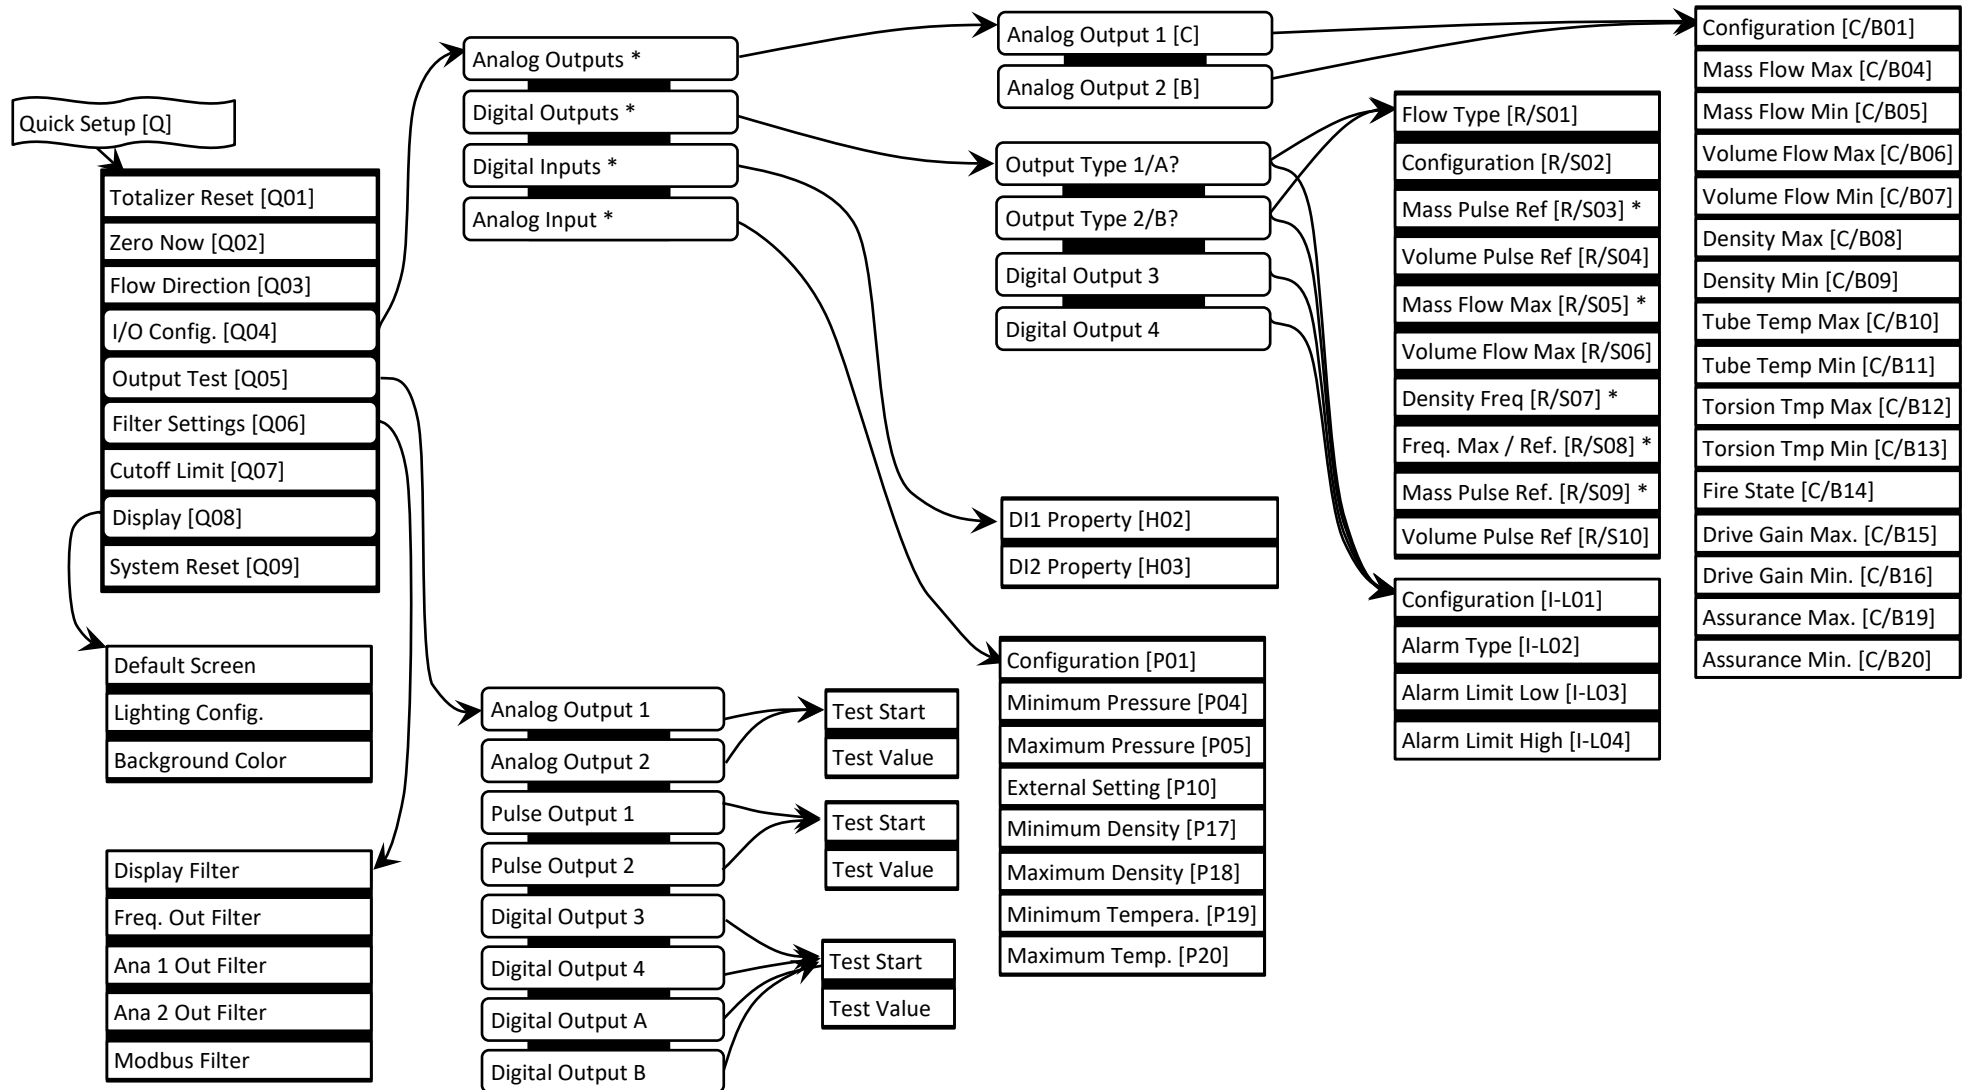 Quick Setup [Q]
Totalizer Reset [Q01]
Zero Now [Q02]
Flow Direction [Q03]
I/O Config. [Q04]
Output Test [Q05]
Filter Settings [Q06]
Cutoff Limit [Q07]
Display [Q08]
System Reset [Q09]
Default Screen
Lighting Config.
Background Color
Display Filter
Freq. Out Filter
Ana 1 Out Filter
Ana 2 Out Filter
Modbus Filter
Analog Outputs *
Digital Outputs *
Digital Inputs *
Analog Input *
Analog Output 1
Analog Output 2
Pulse Output 1
Pulse Output 2
Digital Output 3
Digital Output 4
Digital Output A
Digital Output B
Test Start
Test Value
Test Start
Test Value
Test Start
Test Value
Analog Output 1 [C]
Analog Output 2 [B]
Output Type 1/A?
Output Type 2/B?
Digital Output 3
Digital Output 4
DI1 Property [H02]
DI2 Property [H03]
Configuration [P01]
Minimum Pressure [P04]
Maximum Pressure [P05]
External Setting [P10]
Minimum Density [P17]
Maximum Density [P18]
Minimum Tempera. [P19]
Maximum Temp. [P20]
Flow Type [R/S01]
Configuration [R/S02]
Mass Pulse Ref [R/S03] *
Volume Pulse Ref [R/S04]
Mass Flow Max [R/S05] *
Volume Flow Max [R/S06]
Density Freq [R/S07] *
Freq. Max / Ref. [R/S08] *
Mass Pulse Ref. [R/S09] *
Volume Pulse Ref [R/S10]
Configuration [I-L01]
Alarm Type [I-L02]
Alarm Limit Low [I-L03]
Alarm Limit High [I-L04]
Configuration [C/B01]
Mass Flow Max [C/B04]
Mass Flow Min [C/B05]
Volume Flow Max [C/B06]
Volume Flow Min [C/B07]
Density Max [C/B08]
Density Min [C/B09]
Tube Temp Max [C/B10]
Tube Temp Min [C/B11]
Torsion Tmp Max [C/B12]
Torsion Tmp Min [C/B13]
Fire State [C/B14]
Drive Gain Max. [C/B15]
Drive Gain Min. [C/B16]
Assurance Max. [C/B19]
Assurance Min. [C/B20]